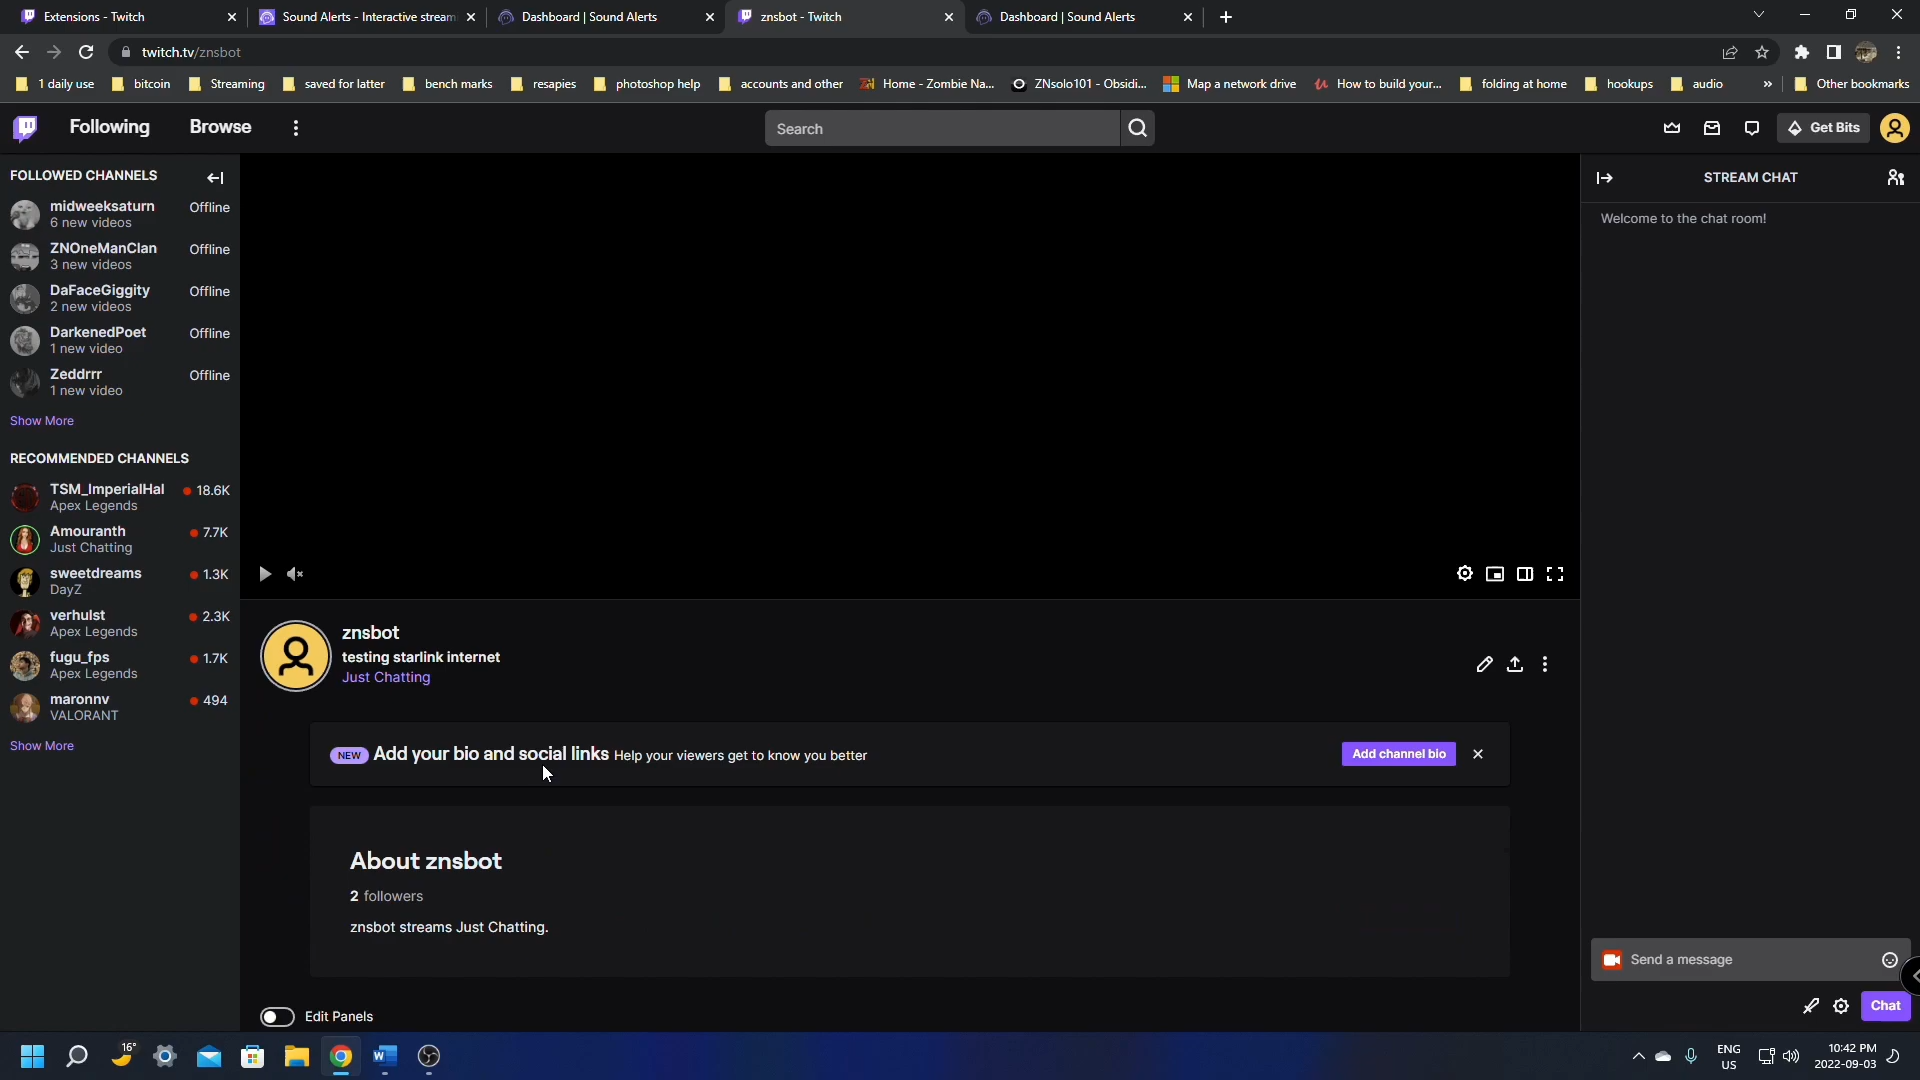 Extensions - Twitch
Sound Alerts - Interactive stream
Dashboard | Sound Alerts
znsbot - Twitch
Dashboard | Sound Alerts
twitch.tv/znsbot
1 daily use
bitcoin
Streaming
saved for latter
bench marks
resapies
photoshop help
accounts and other
Home - Zombie Na...
ZNsolo101 - Obsidi...
Map a network drive
How to build your...
folding at home
hookups
audio
»
Other bookmarks
Following
Browse
Search
Get Bits
FOLLOWED CHANNELS
midweeksaturn Offline
6 new videos
ZNOneManClan Offline
3 new videos
DaFaceGiggity Offline
2 new videos
DarkenedPoet Offline
1 new video
Zeddrrr Offline
1 new video
Show More
RECOMMENDED CHANNELS
TSM_ImperialHal 18.6K
Apex Legends
Amouranth 7.7K
Just Chatting
sweetdreams 1.3K
DayZ
verhulst 2.3K
Apex Legends
fugu_fps 1.7K
Apex Legends
maronnv 494
VALORANT
Show More
znsbot
testing starlink internet
Just Chatting
NEW Add your bio and social links Help your viewers get to know you better
Add channel bio
About znsbot
2 followers
znsbot streams Just Chatting.
Edit Panels
STREAM CHAT
Welcome to the chat room!
Send a message
Chat
16°
ENG
US
10:42 PM
2022-09-03